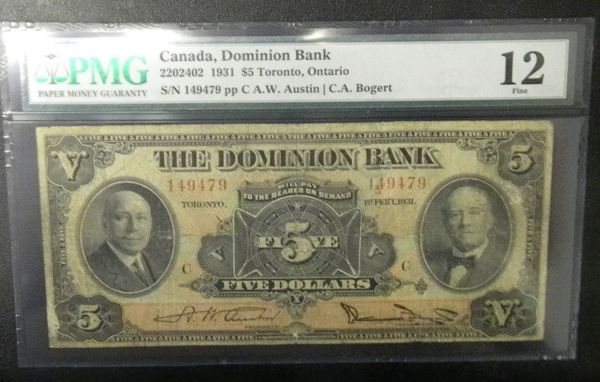 PMG
PAPER MONEY GUARANTY
Canada, Dominion Bank
2202402 1931 $5 Toronto, Ontario
S/N 149479 pp C A.W. Austin | C.A. Bogert
12
Fine
V
THE DOMINION BANK
5
149479
WILL PAY
TO THE BEARER ON DEMAND
149479
TORONTO,
1ST FEBY. 1931.
V
FIVE
5
V
C
C
FIVE DOLLARS
5
V
A.W. Austin
PRESIDENT